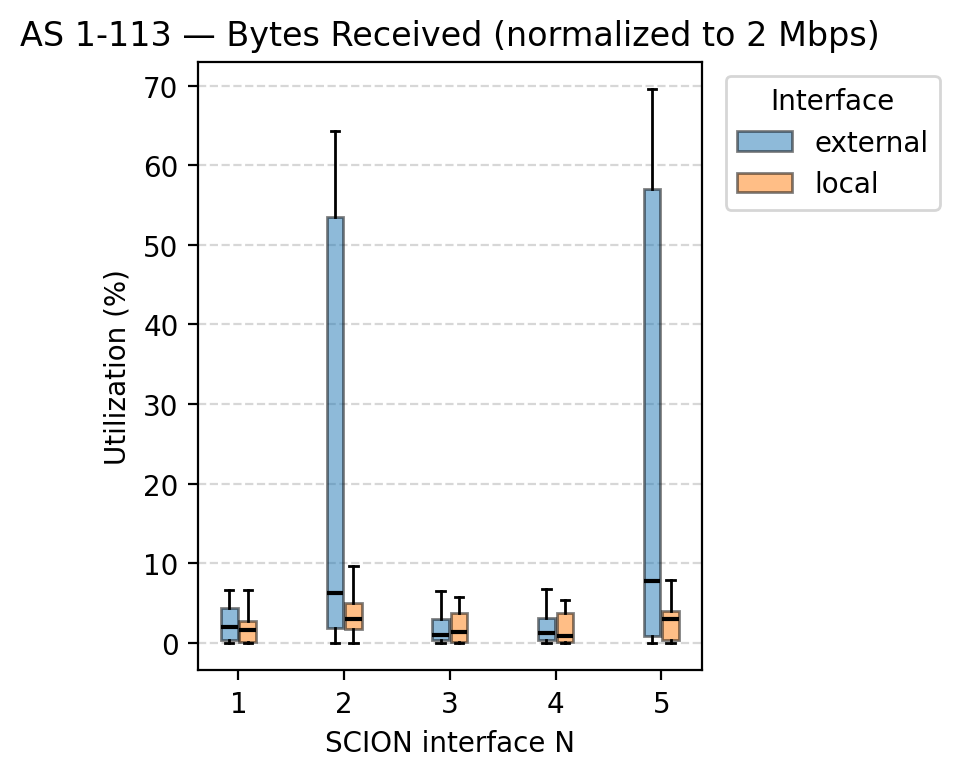 AS 1-113 — Bytes Received (normalized to 2 Mbps)
Interface
external
local
Utilization (%)
70
60
50
40
30
20
10
0
1 2 3 4 5
SCION interface N